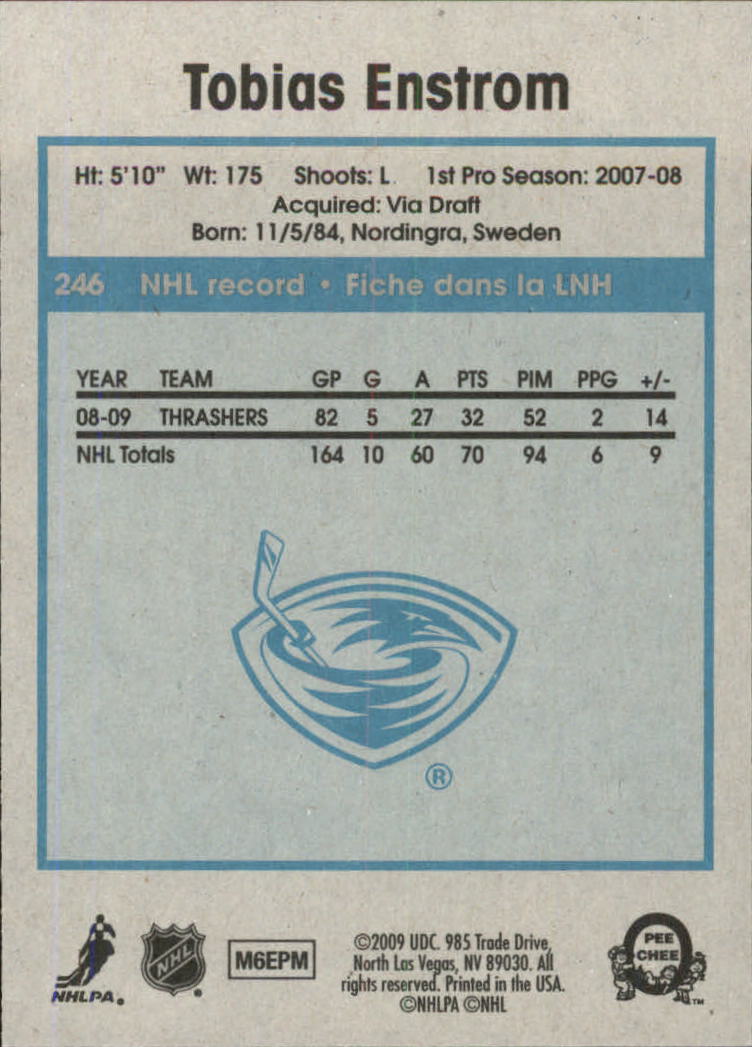 Tobias Enstrom
Ht: 5'10" Wt: 175 Shoots: L. 1st Pro Season: 2007-08
Acquired: Via Draft
Born: 11/5/84, Nordingra, Sweden
246 NHL record • Fiche dans la LNH
YEAR TEAM GP G A PTS PIM PPG +/-
08-09 THRASHERS 82 5 27 32 52 2 14
NHL Totals 164 10 60 70 94 6 9
®
©2009 UDC. 985 Trade Drive,
North Las Vegas, NV 89030. All
rights reserved. Printed in the USA.
©NHLPA ©NHL
NHLPA®
NHL®
M6EPM
O PEE
CHEE
™